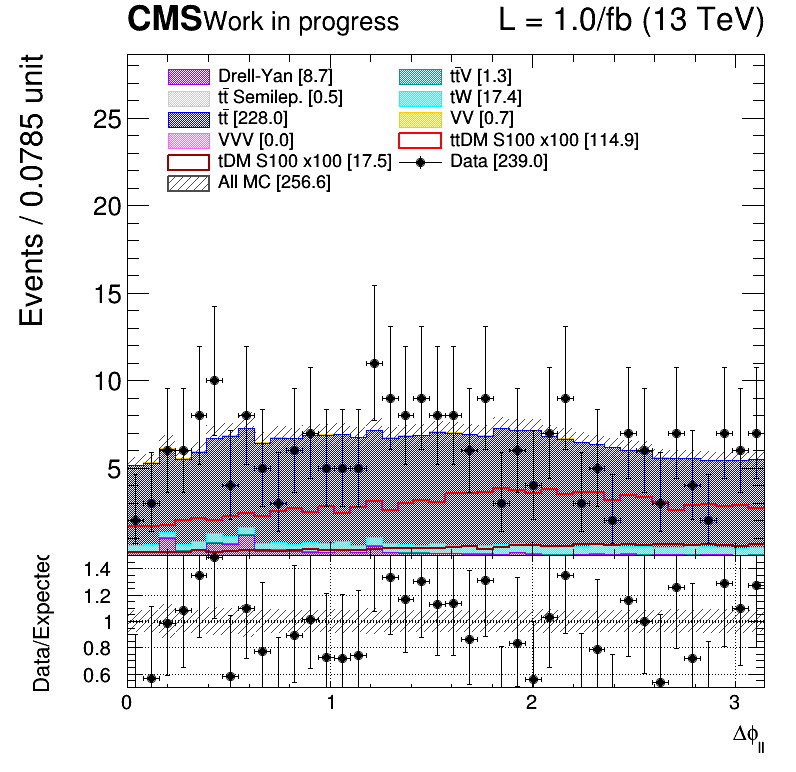 CMS Work in progress L = 1.0/fb (13 TeV)
Drell-Yan [8.7] tt̄V [1.3]
tt̄ Semilep. [0.5] tW [17.4]
tt̄ [228.0] VV [0.7]
VVV [0.0] ttDM S100 x100 [114.9]
tDM S100 x100 [17.5] Data [239.0]
All MC [256.6]
Events / 0.0785 unit
25
20
15
10
5
Data/Expected
1.4
1.2
1
0.8
0.6
0 1 2 3
Δϕ_ll